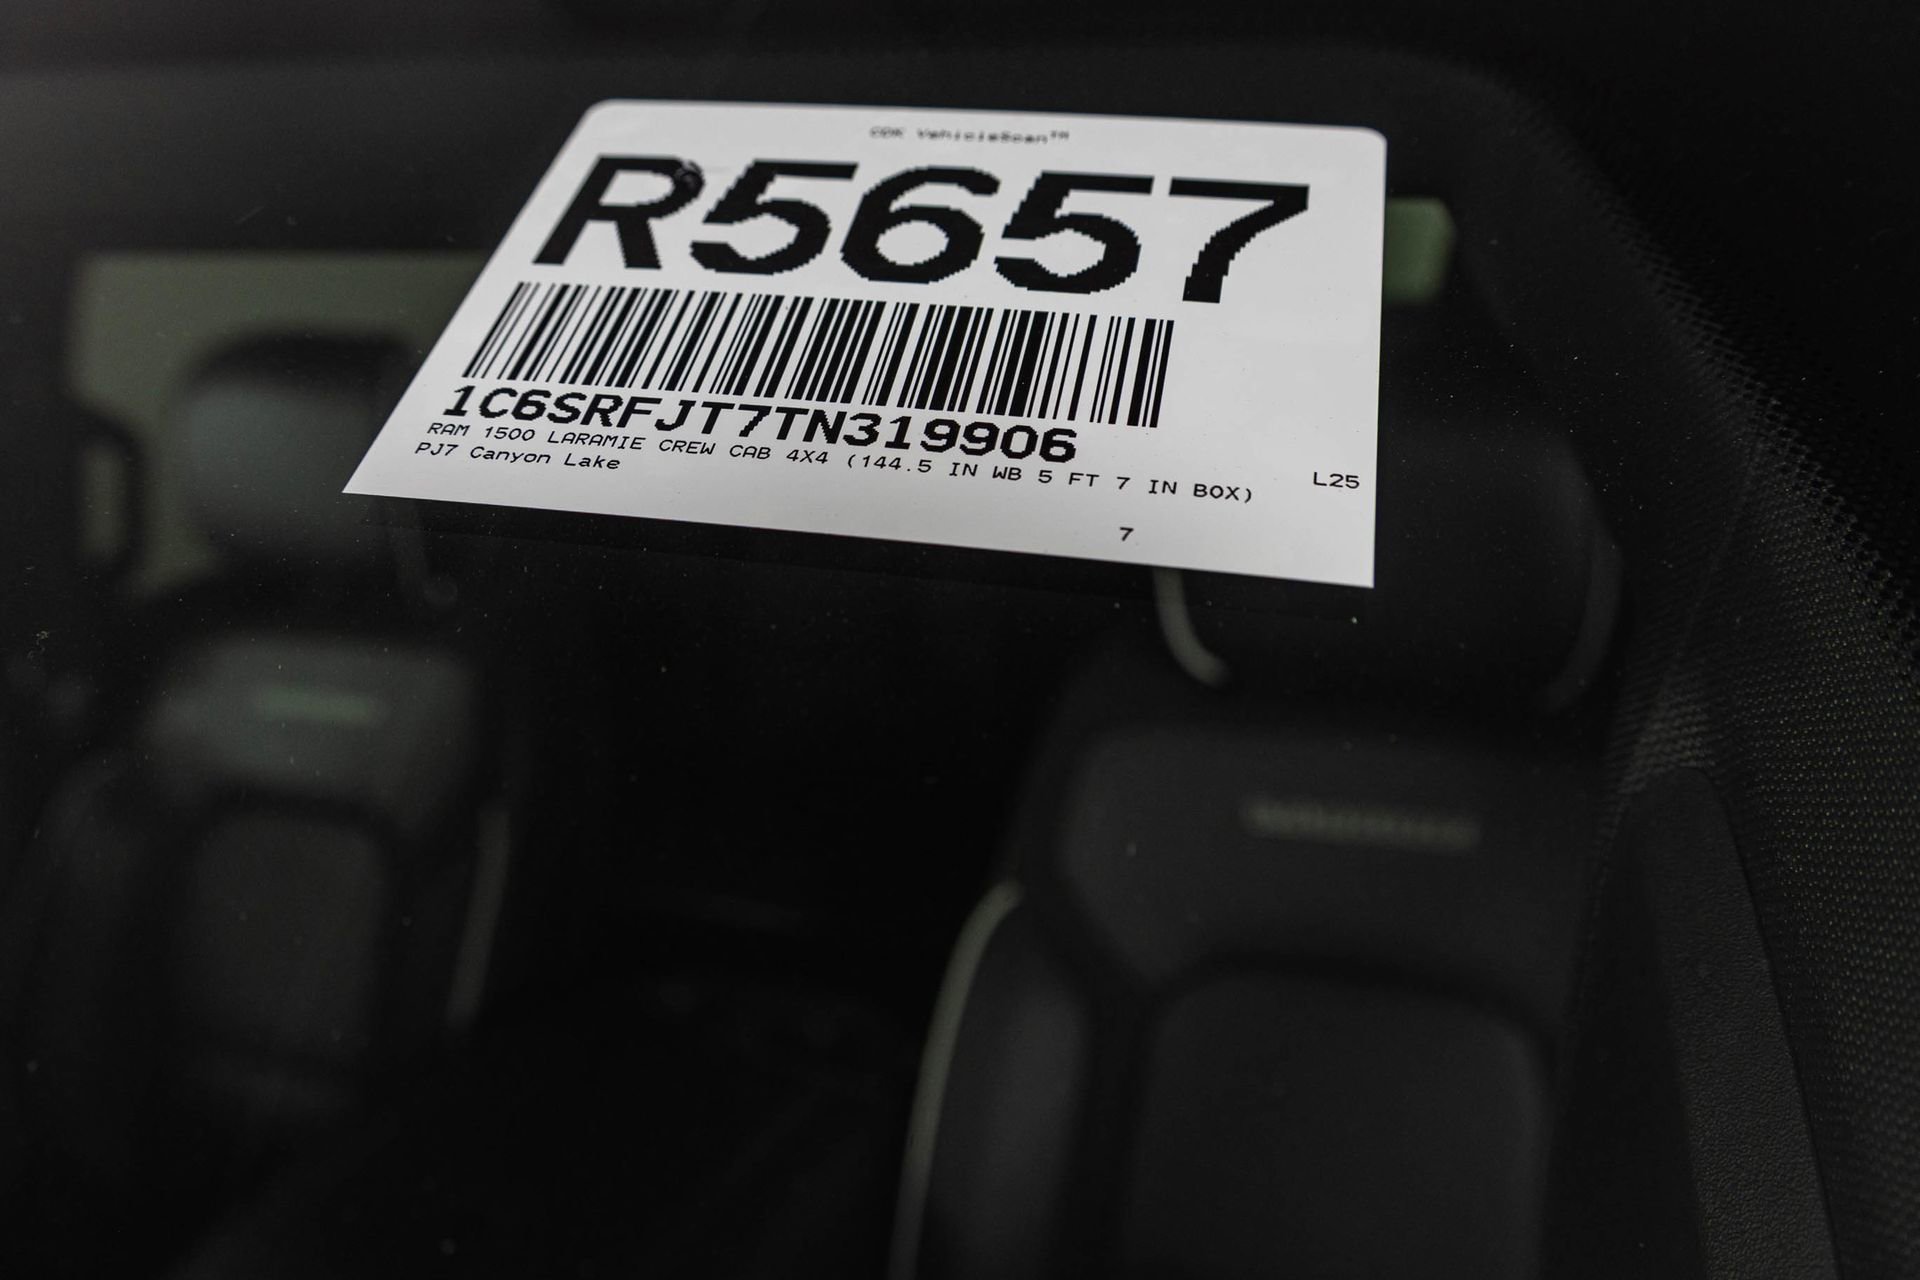 CDK VehicleScan™
R5657
1C6SRFJT7TN319906
RAM 1500 LARAMIE CREW CAB 4X4 (144.5 IN WB 5 FT 7 IN BOX)
L25
PJ7 Canyon Lake
7